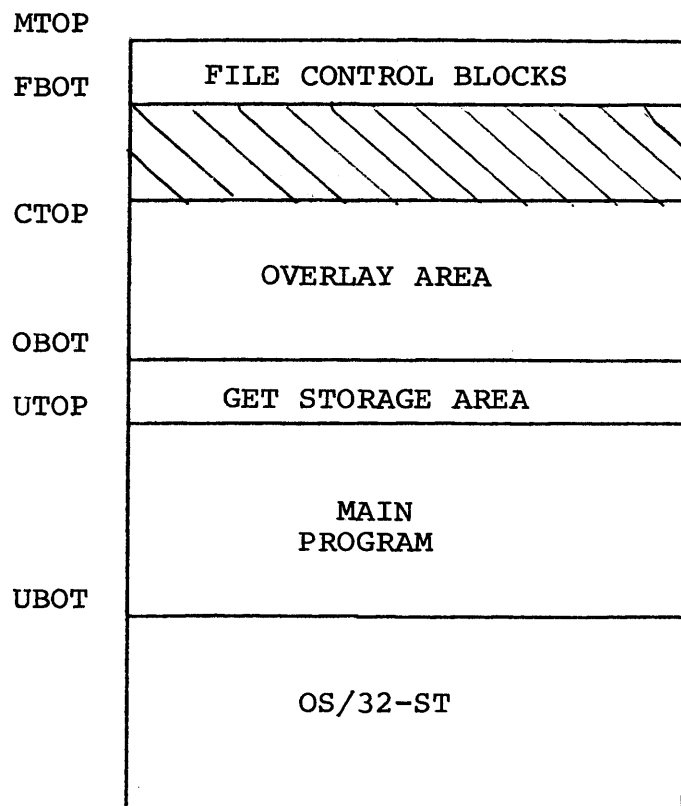 MTOP
FILE CONTROL BLOCKS
FBOT
CTOP
OVERLAY AREA
OBOT
GET STORAGE AREA
UTOP
MAIN
PROGRAM
UBOT
OS/32-ST